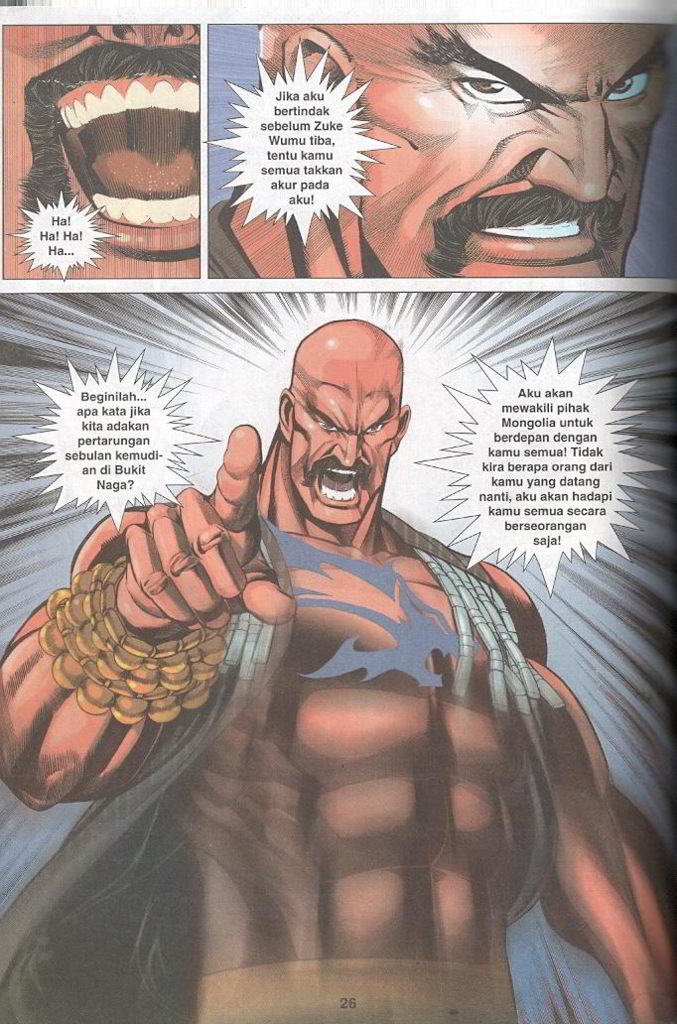 Ha!
Ha! Ha!
Ha...
Jika aku
bertindak
sebelum Zuke
Wumu tiba,
tentu kamu
semua takkan
akur pada
aku!
Beginilah...
apa kata jika
kita adakan
pertarungan
sebulan kemudi-
an di Bukit
Naga?
Aku akan
mewakili pihak
Mongolia untuk
berdepan dengan
kamu semua! Tidak
kira berapa orang dari
kamu yang datang
nanti, aku akan hadapi
kamu semua secara
berseorangan
saja!
26